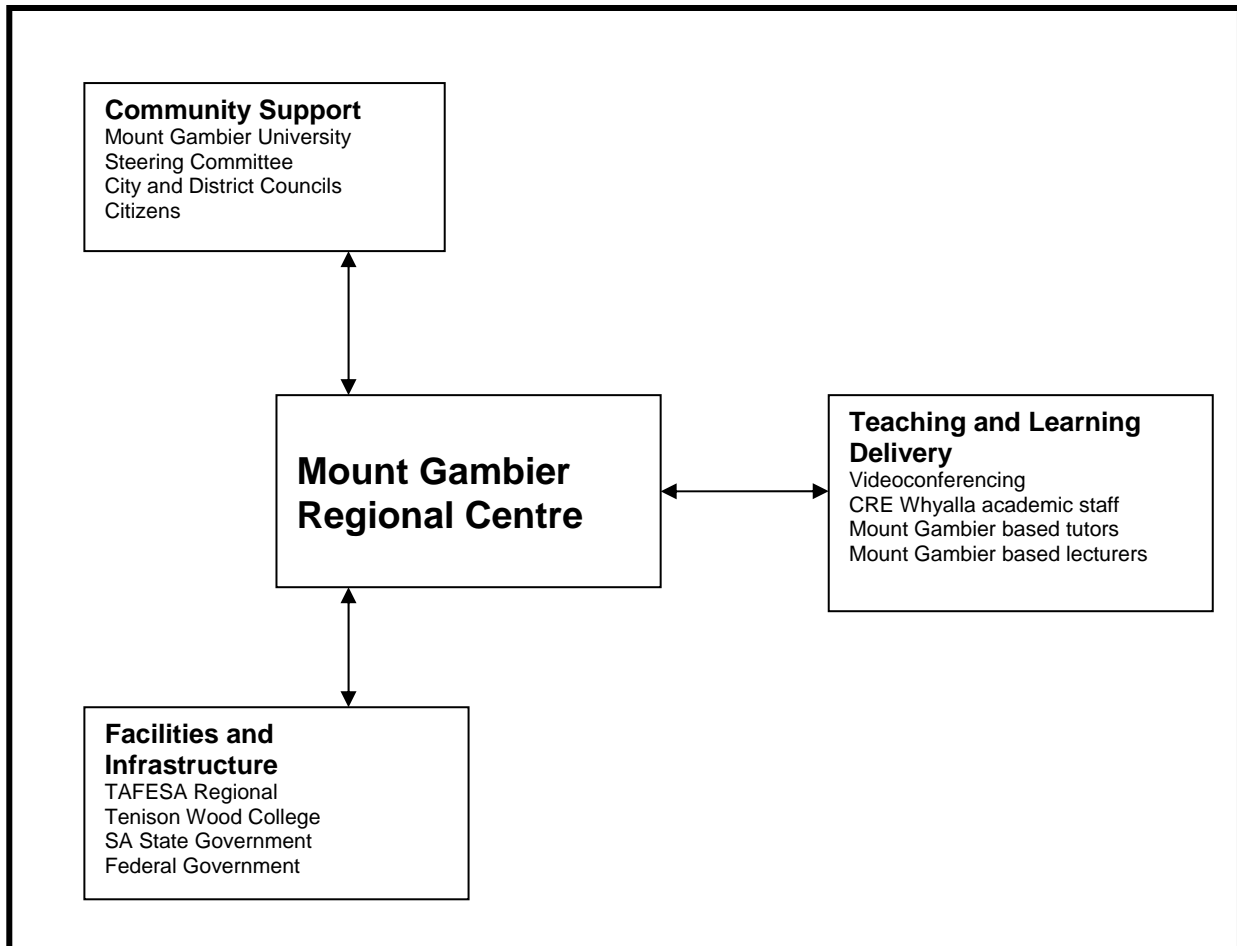 Community Support
Mount Gambier University
Steering Committee
City and District Councils
Citizens
Mount Gambier
Regional Centre
Teaching and Learning
Delivery
Videoconferencing
CRE Whyalla academic staff
Mount Gambier based tutors
Mount Gambier based lecturers
Facilities and
Infrastructure
TAFESA Regional
Tenison Wood College
SA State Government
Federal Government